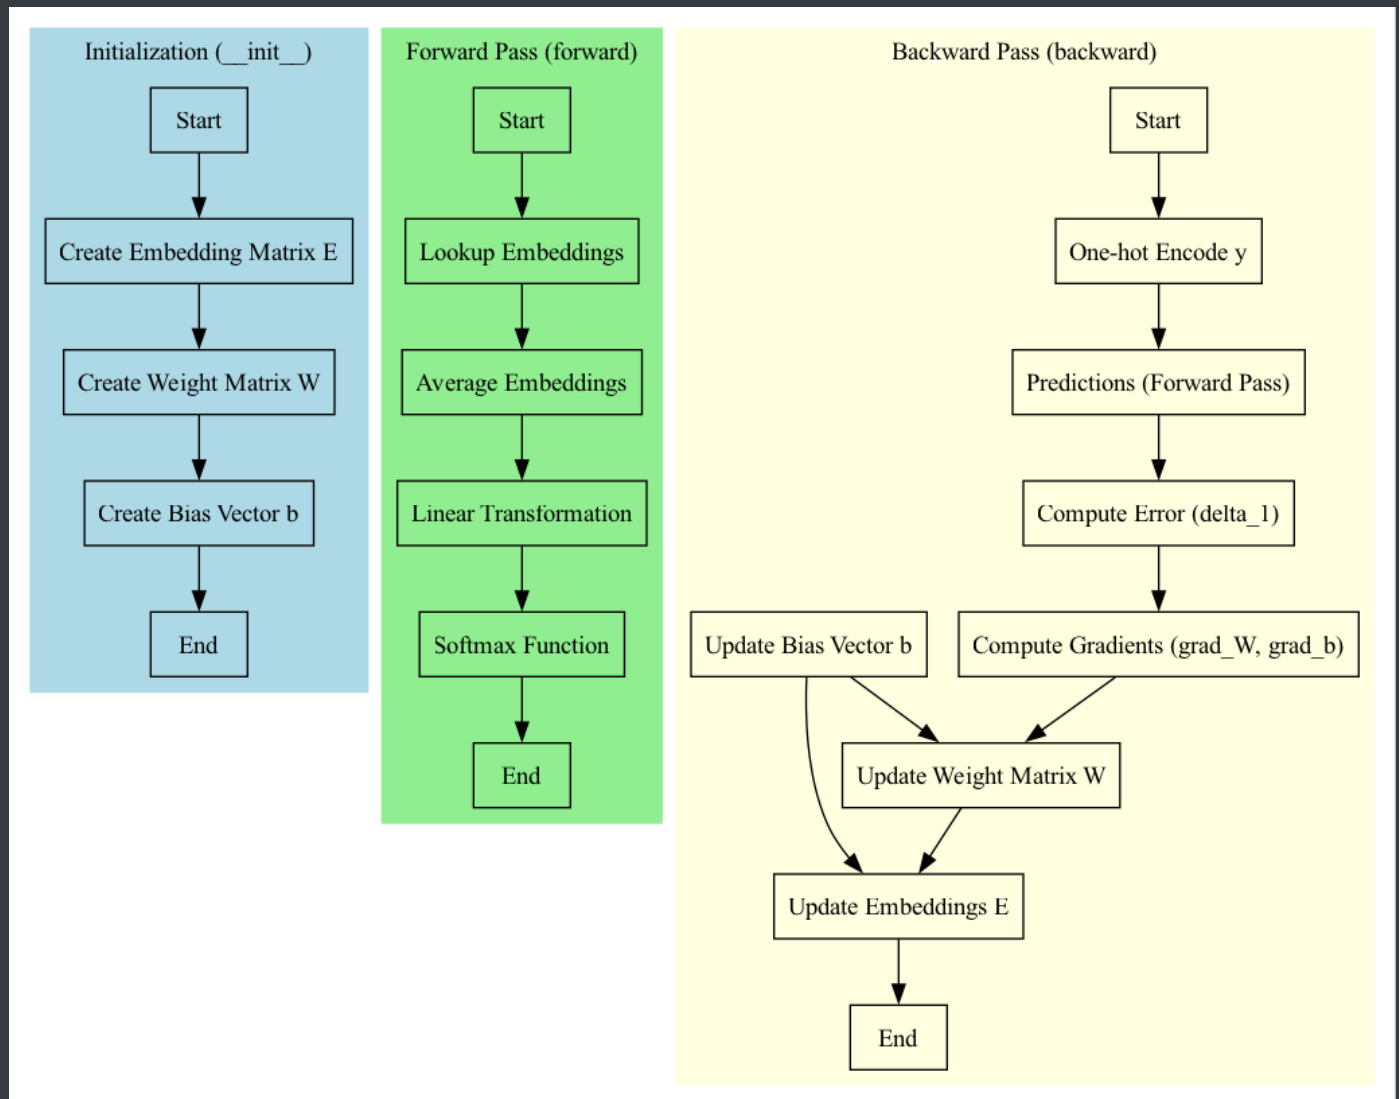 Initialization (__init__)
Start
Create Embedding Matrix E
Create Weight Matrix W
Create Bias Vector b
End
Forward Pass (forward)
Start
Lookup Embeddings
Average Embeddings
Linear Transformation
Softmax Function
End
Backward Pass (backward)
Start
One-hot Encode y
Predictions (Forward Pass)
Compute Error (delta_1)
Update Bias Vector b
Compute Gradients (grad_W, grad_b)
Update Weight Matrix W
Update Embeddings E
End